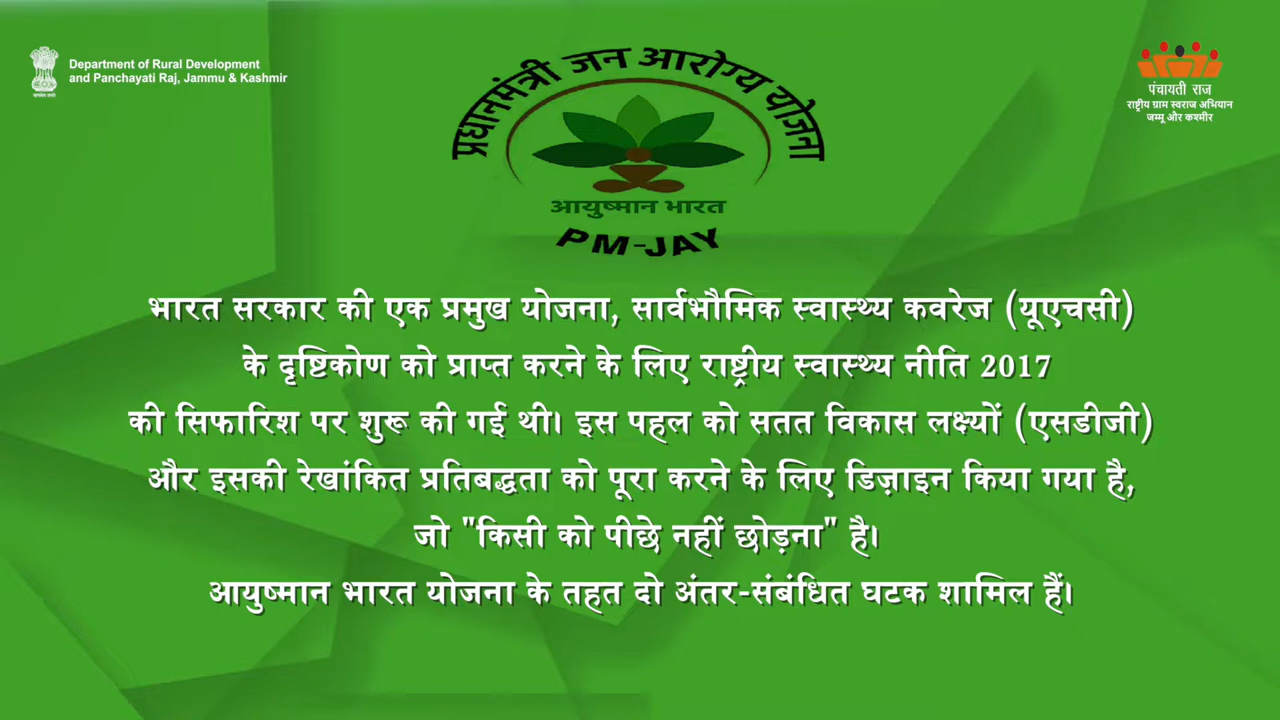 Department of Rural Development
and Panchayati Raj, Jammu & Kashmir
प्रधानमंत्री जन आरोग्य योजना
आयुष्मान भारत
PM-JAY
पंचायती राज
राष्ट्रीय ग्राम स्वराज अभियान
जम्मू और कश्मीर
भारत सरकार की एक प्रमुख योजना, सार्वभौमिक स्वास्थ्य कवरेज (यूएचसी)
के दृष्टिकोण को प्राप्त करने के लिए राष्ट्रीय स्वास्थ्य नीति 2017
की सिफारिश पर शुरू की गई थी। इस पहल को सतत विकास लक्ष्यों (एसडीजी)
और इसकी रेखांकित प्रतिबद्धता को पूरा करने के लिए डिज़ाइन किया गया है,
जो "किसी को पीछे नहीं छोड़ना" है।
आयुष्मान भारत योजना के तहत दो अंतर-संबंधित घटक शामिल हैं।